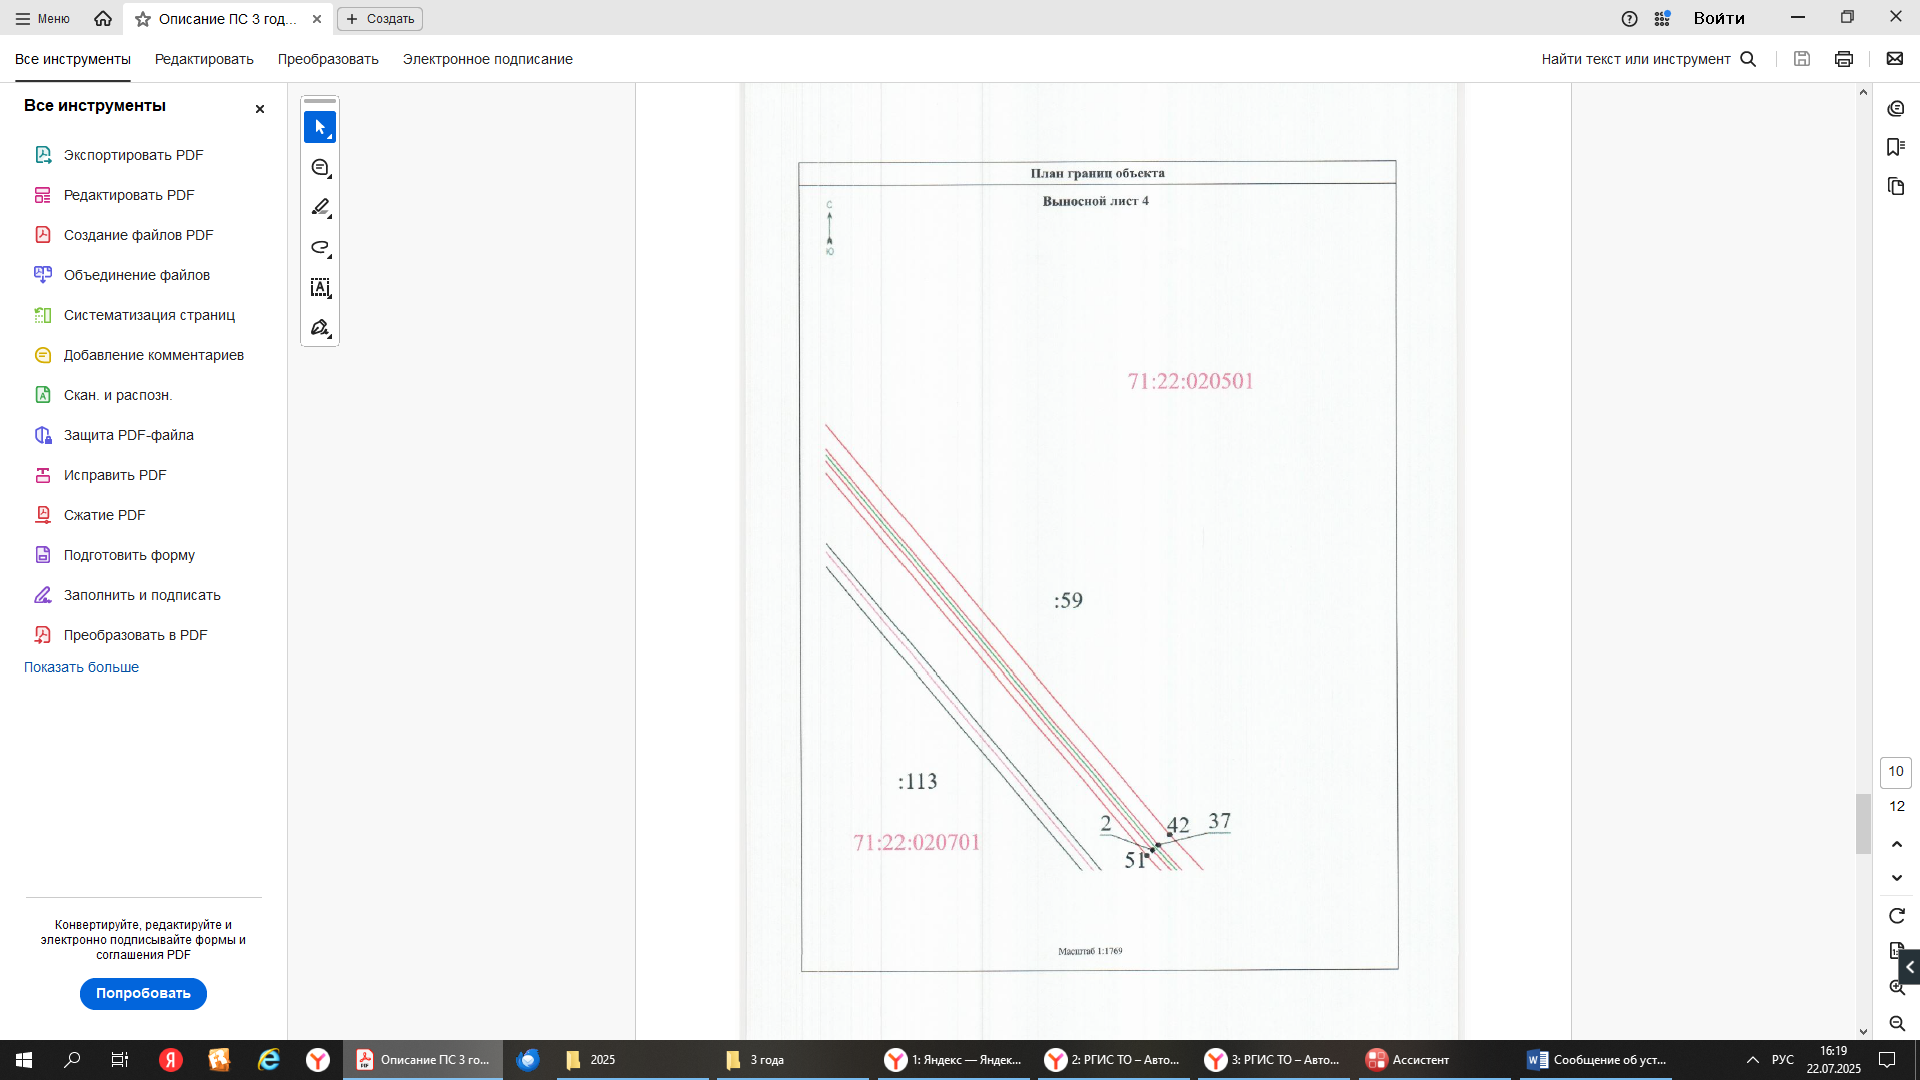 Меню
Описание ПС 3 год...
Создать
Войти
Все инструменты
Редактировать
Преобразовать
Электронное подписание
Найти текст или инструмент
Все инструменты
Экспортировать PDF
Редактировать PDF
Создание файлов PDF
Объединение файлов
Систематизация страниц
Добавление комментариев
Скан. и распозн.
Защита PDF-файла
Исправить PDF
Сжатие PDF
Подготовить форму
Заполнить и подписать
Преобразовать в PDF
Показать больше
Конвертируйте, редактируйте и
электронно подписывайте формы и
соглашения PDF
Попробовать
План границ объекта
Выносной лист 4
С
Ю
71:22:020501
:59
:113
71:22:020701
2
42
37
51
Масштаб 1:1769
10
12
Описание ПС 3 го...
2025
3 года
1: Яндекс — Яндек...
2: РГИС ТО – Авто...
3: РГИС ТО – Авто...
Ассистент
Сообщение об уст...
РУС
16:19
22.07.2025